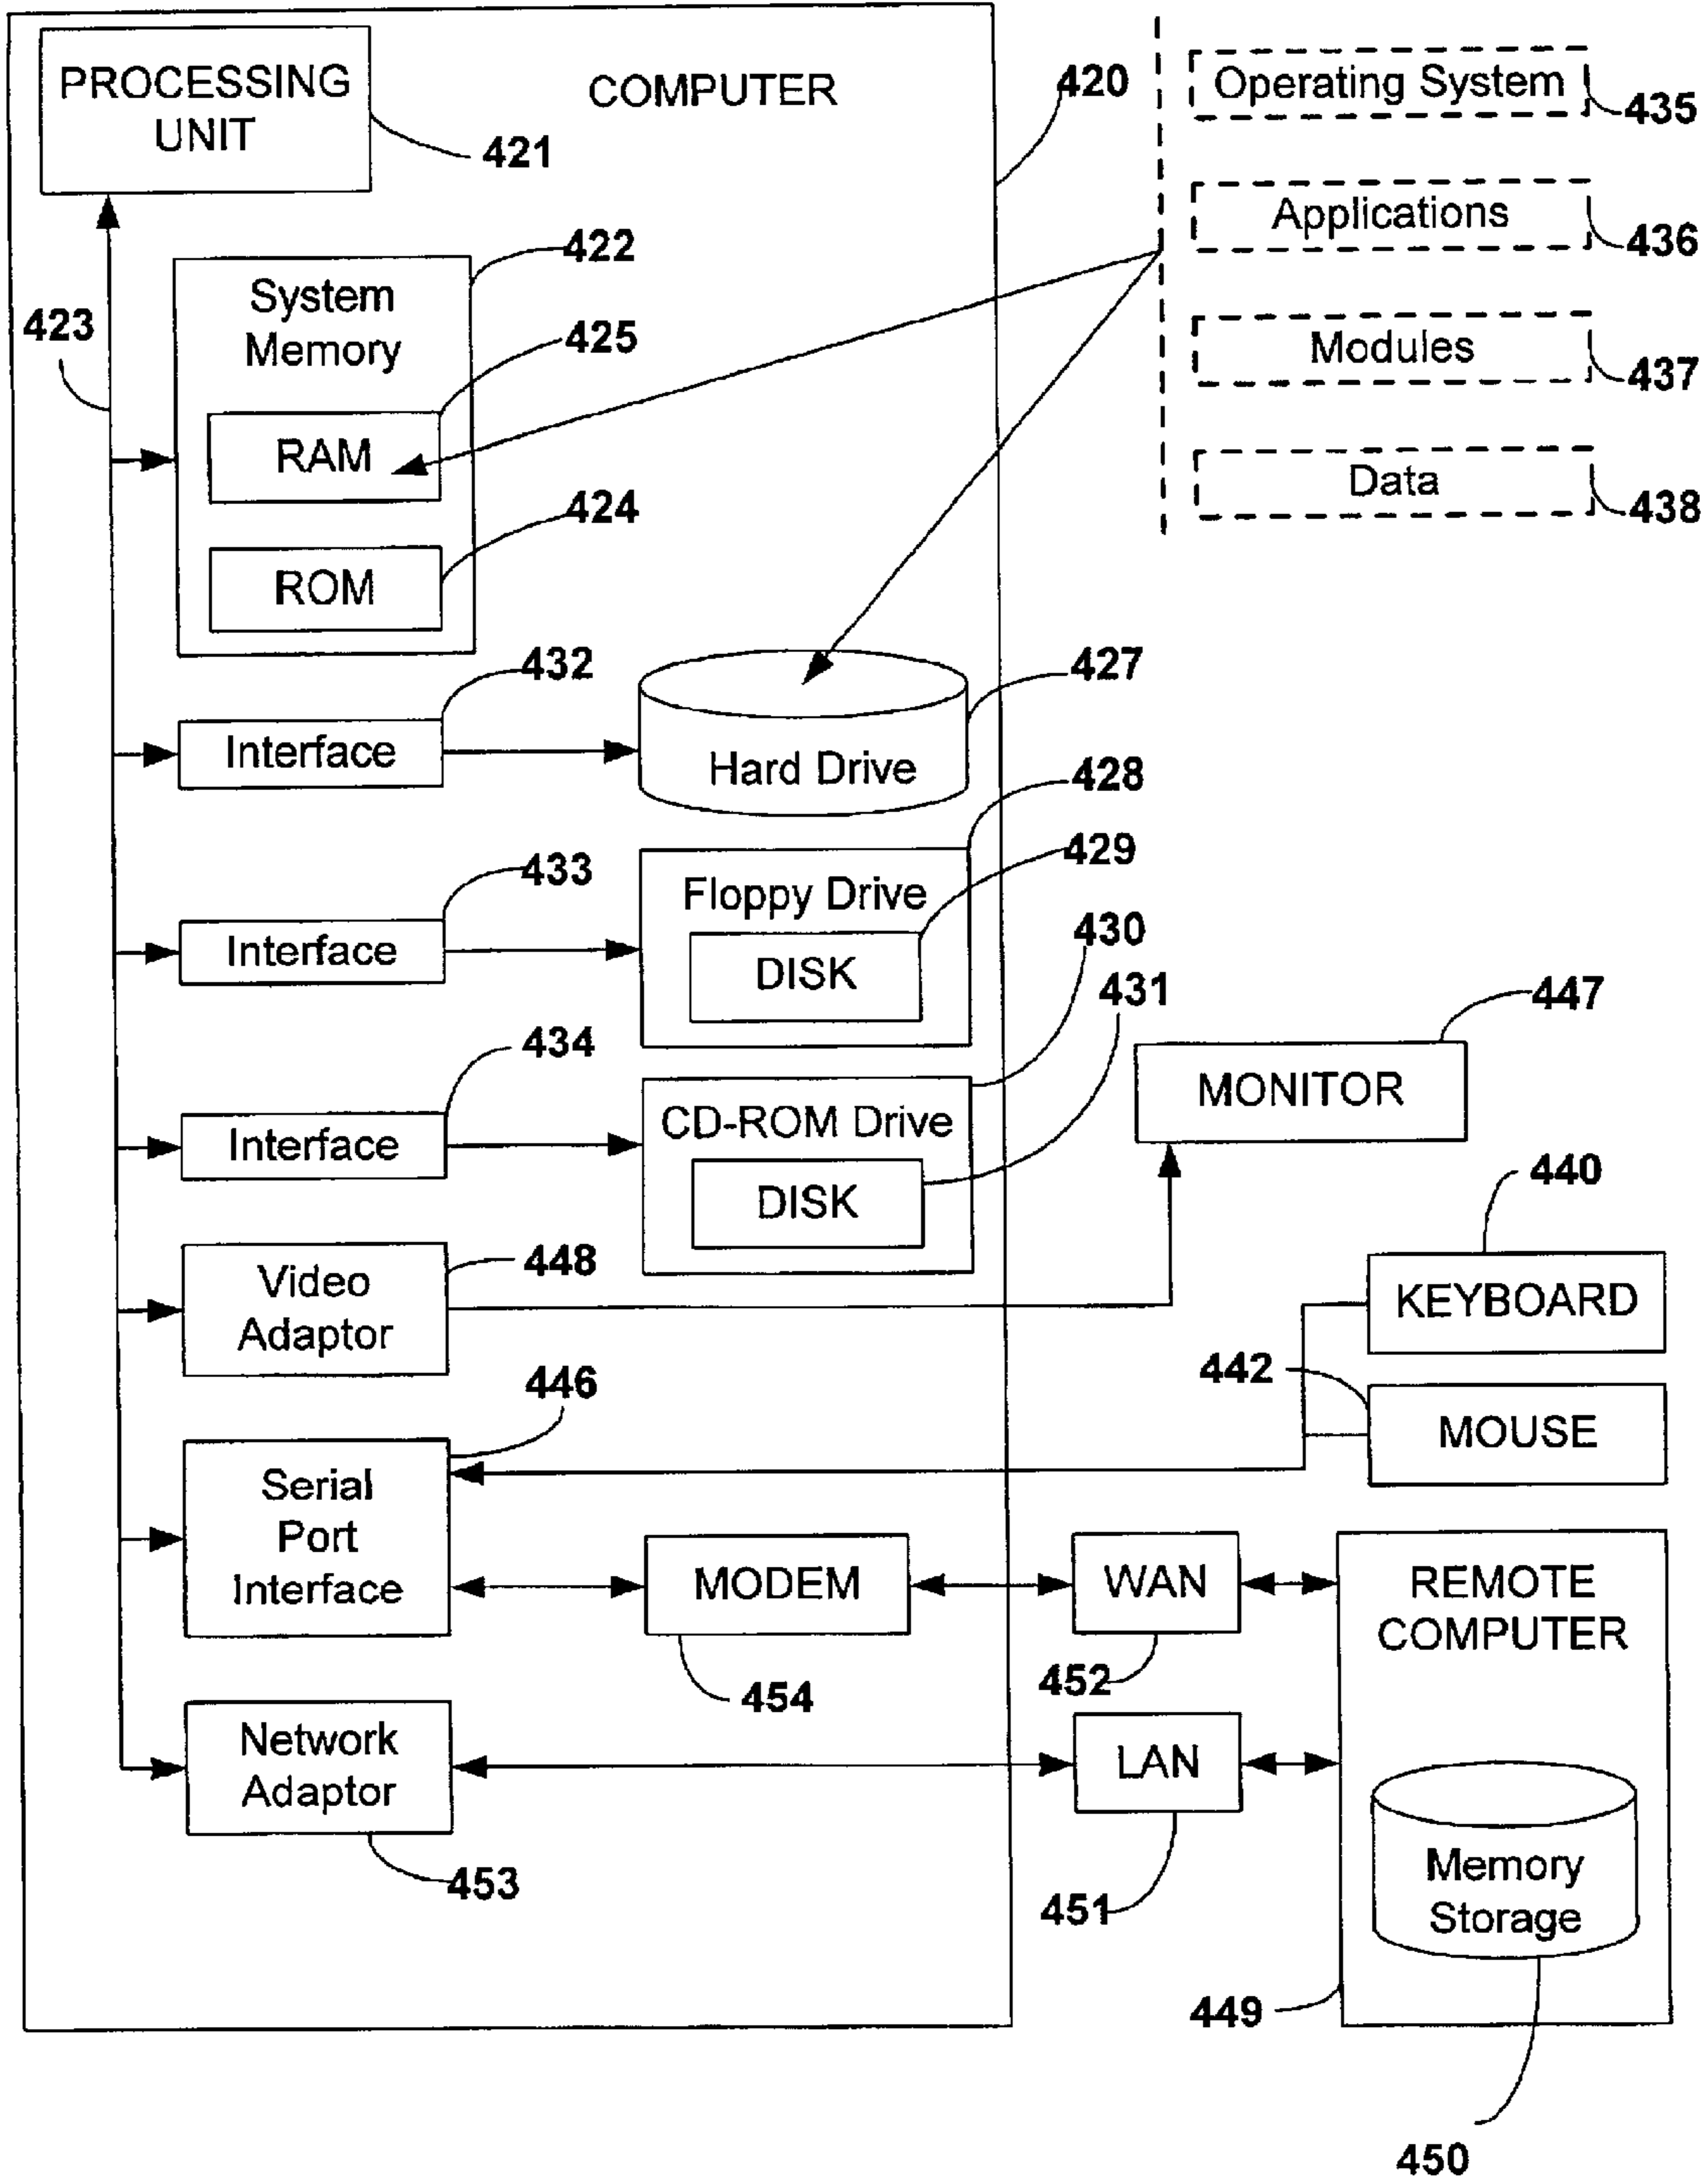 PROCESSING
UNIT
421
COMPUTER
420
Operating System
435
Applications
436
Modules
437
Data
438
423
422
System
Memory
425
RAM
424
ROM
432
Interface
427
Hard Drive
428
433
Interface
429
Floppy Drive
DISK
430
431
434
Interface
CD-ROM Drive
DISK
447
MONITOR
440
KEYBOARD
442
MOUSE
448
Video
Adaptor
446
Serial
Port
Interface
MODEM
454
WAN
452
REMOTE
COMPUTER
Network
Adaptor
453
LAN
451
Memory
Storage
449
450